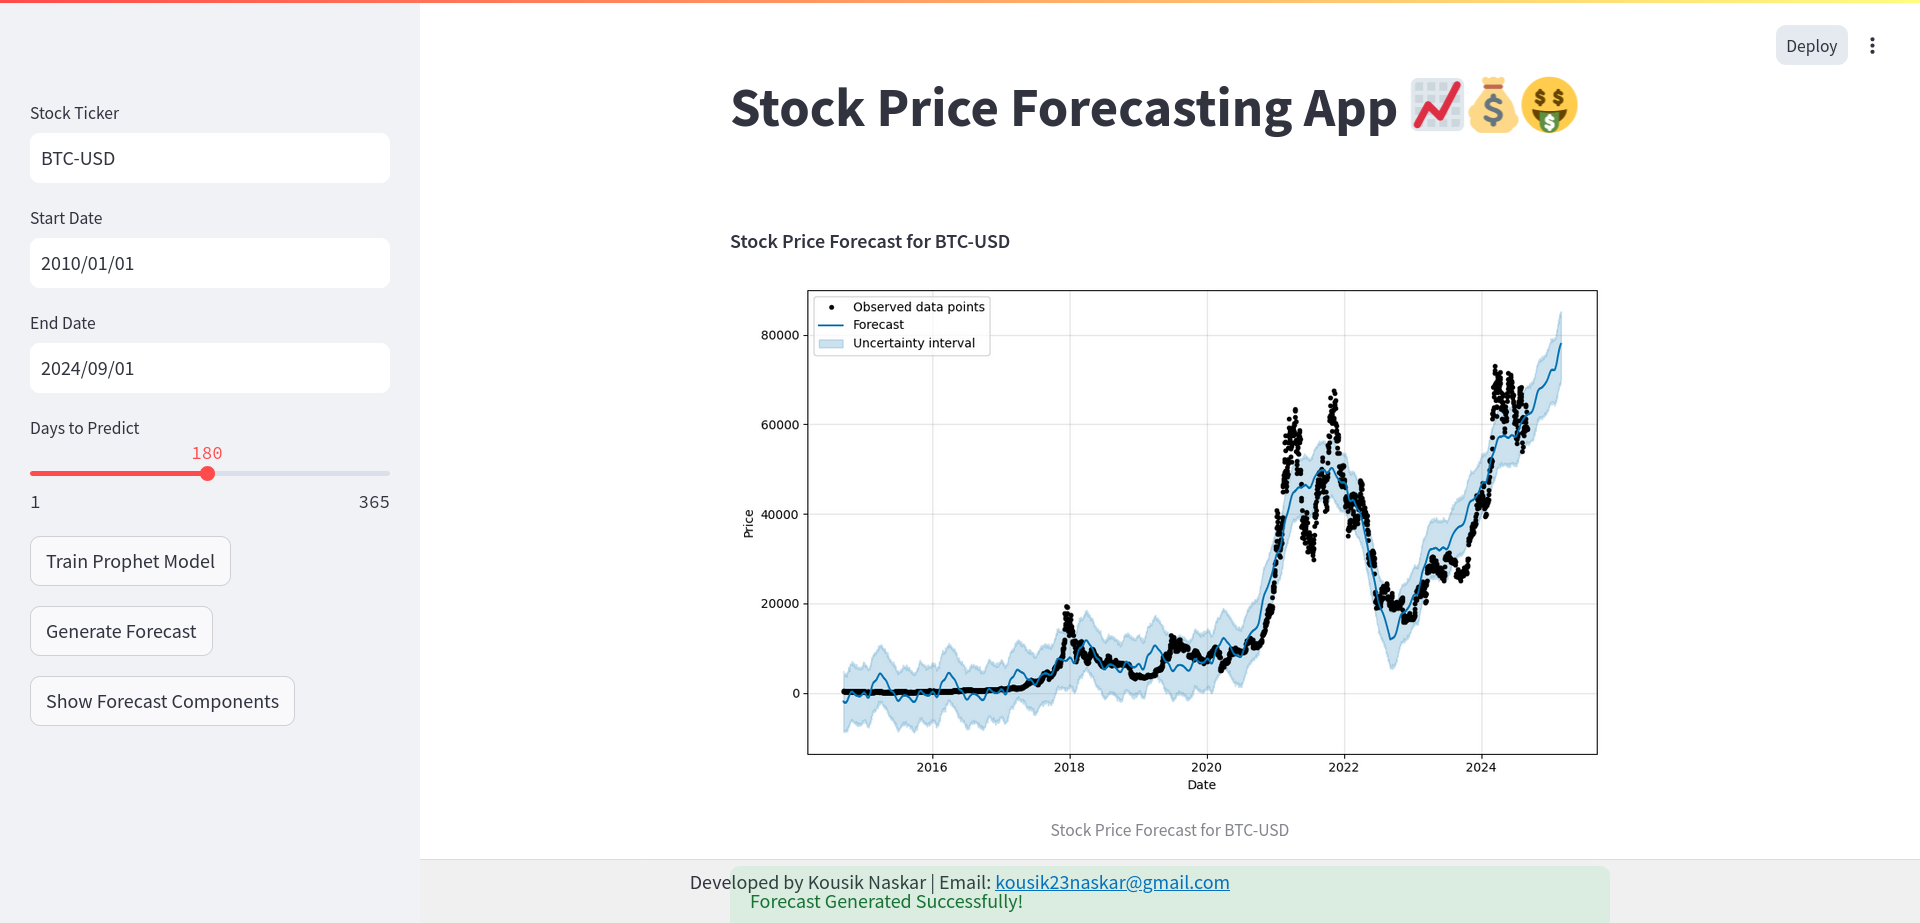 Deploy
Stock Price Forecasting App
Stock Ticker
BTC-USD
Start Date
2010/01/01
End Date
2024/09/01
Days to Predict
180
1 365
Train Prophet Model
Generate Forecast
Show Forecast Components
Stock Price Forecast for BTC-USD
Observed data points
Forecast
Uncertainty interval
80000
60000
40000
20000
0
Price
2016 2018 2020 2022 2024
Date
Stock Price Forecast for BTC-USD
Developed by Kousik Naskar | Email: kousik23naskar@gmail.com
Forecast Generated Successfully!